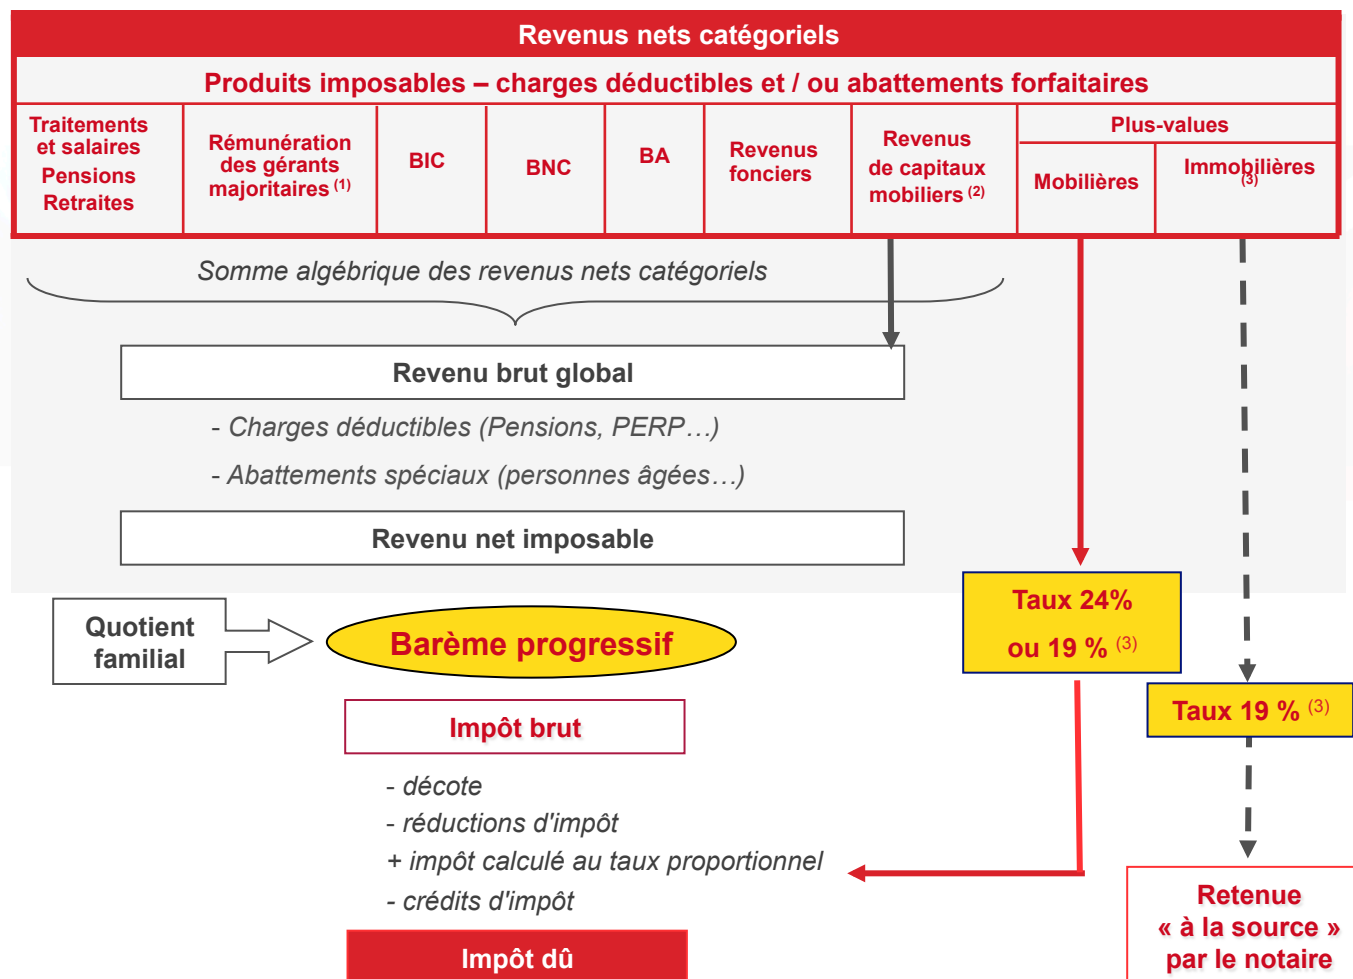 Revenus nets catégoriels
Produits imposables – charges déductibles et / ou abattements forfaitaires
Traitements
et salaires
Pensions
Retraites
Rémunération
des gérants
majoritaires (1)
BIC
BNC
BA
Revenus
fonciers
Revenus
de capitaux
mobiliers (2)
Plus-values
Mobilières
Immobilières
(3)
Somme algébrique des revenus nets catégoriels
Revenu brut global
- Charges déductibles (Pensions, PERP…)
- Abattements spéciaux (personnes âgées…)
Revenu net imposable
Quotient
familial
Barème progressif
Taux 24%
ou 19 % (3)
Taux 19 % (3)
Impôt brut
- décote
- réductions d'impôt
+ impôt calculé au taux proportionnel
- crédits d'impôt
Impôt dû
Retenue
« à la source »
par le notaire